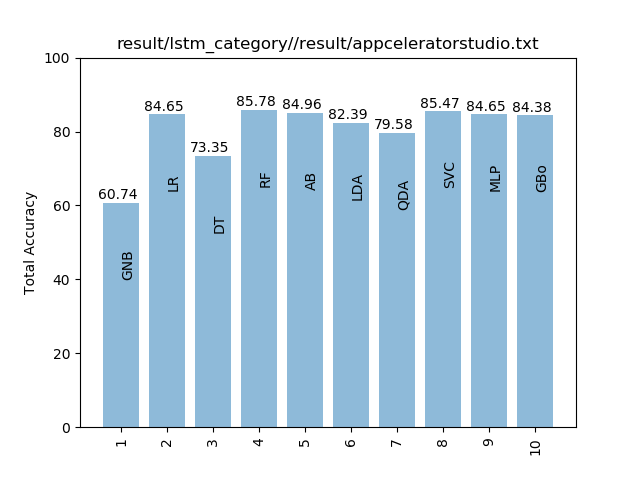 result/lstm_category//result/appceleratorstudio.txt
Total Accuracy
100
80
60
40
20
0
60.74
84.65
73.35
85.78
84.96
82.39
79.58
85.47
84.65
84.38
GNB
LR
DT
RF
AB
LDA
QDA
SVC
MLP
GBo
1
2
3
4
5
6
7
8
9
10